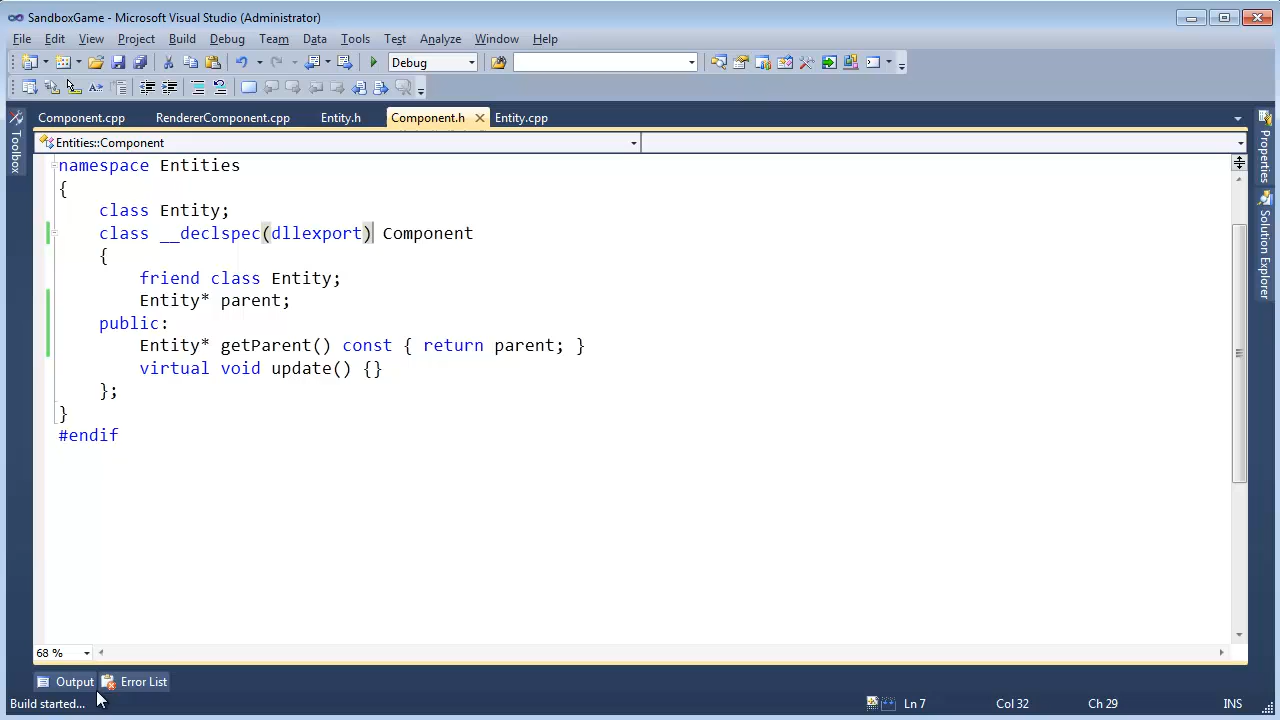 SandboxGame - Microsoft Visual Studio (Administrator)
File Edit View Project Build Debug Team Data Tools Test Analyze Window Help
Debug
Component.cpp RendererComponent.cpp Entity.h Component.h Entity.cpp
Toolbox
Properties
Solution Explorer
Entities::Component
namespace Entities
{
class Entity;
class __declspec(dllexport) Component
{
friend class Entity;
Entity* parent;
public:
Entity* getParent() const { return parent; }
virtual void update() {}
};
}
#endif
68 %
Output Error List
Build started... Ln 7 Col 32 Ch 29 INS